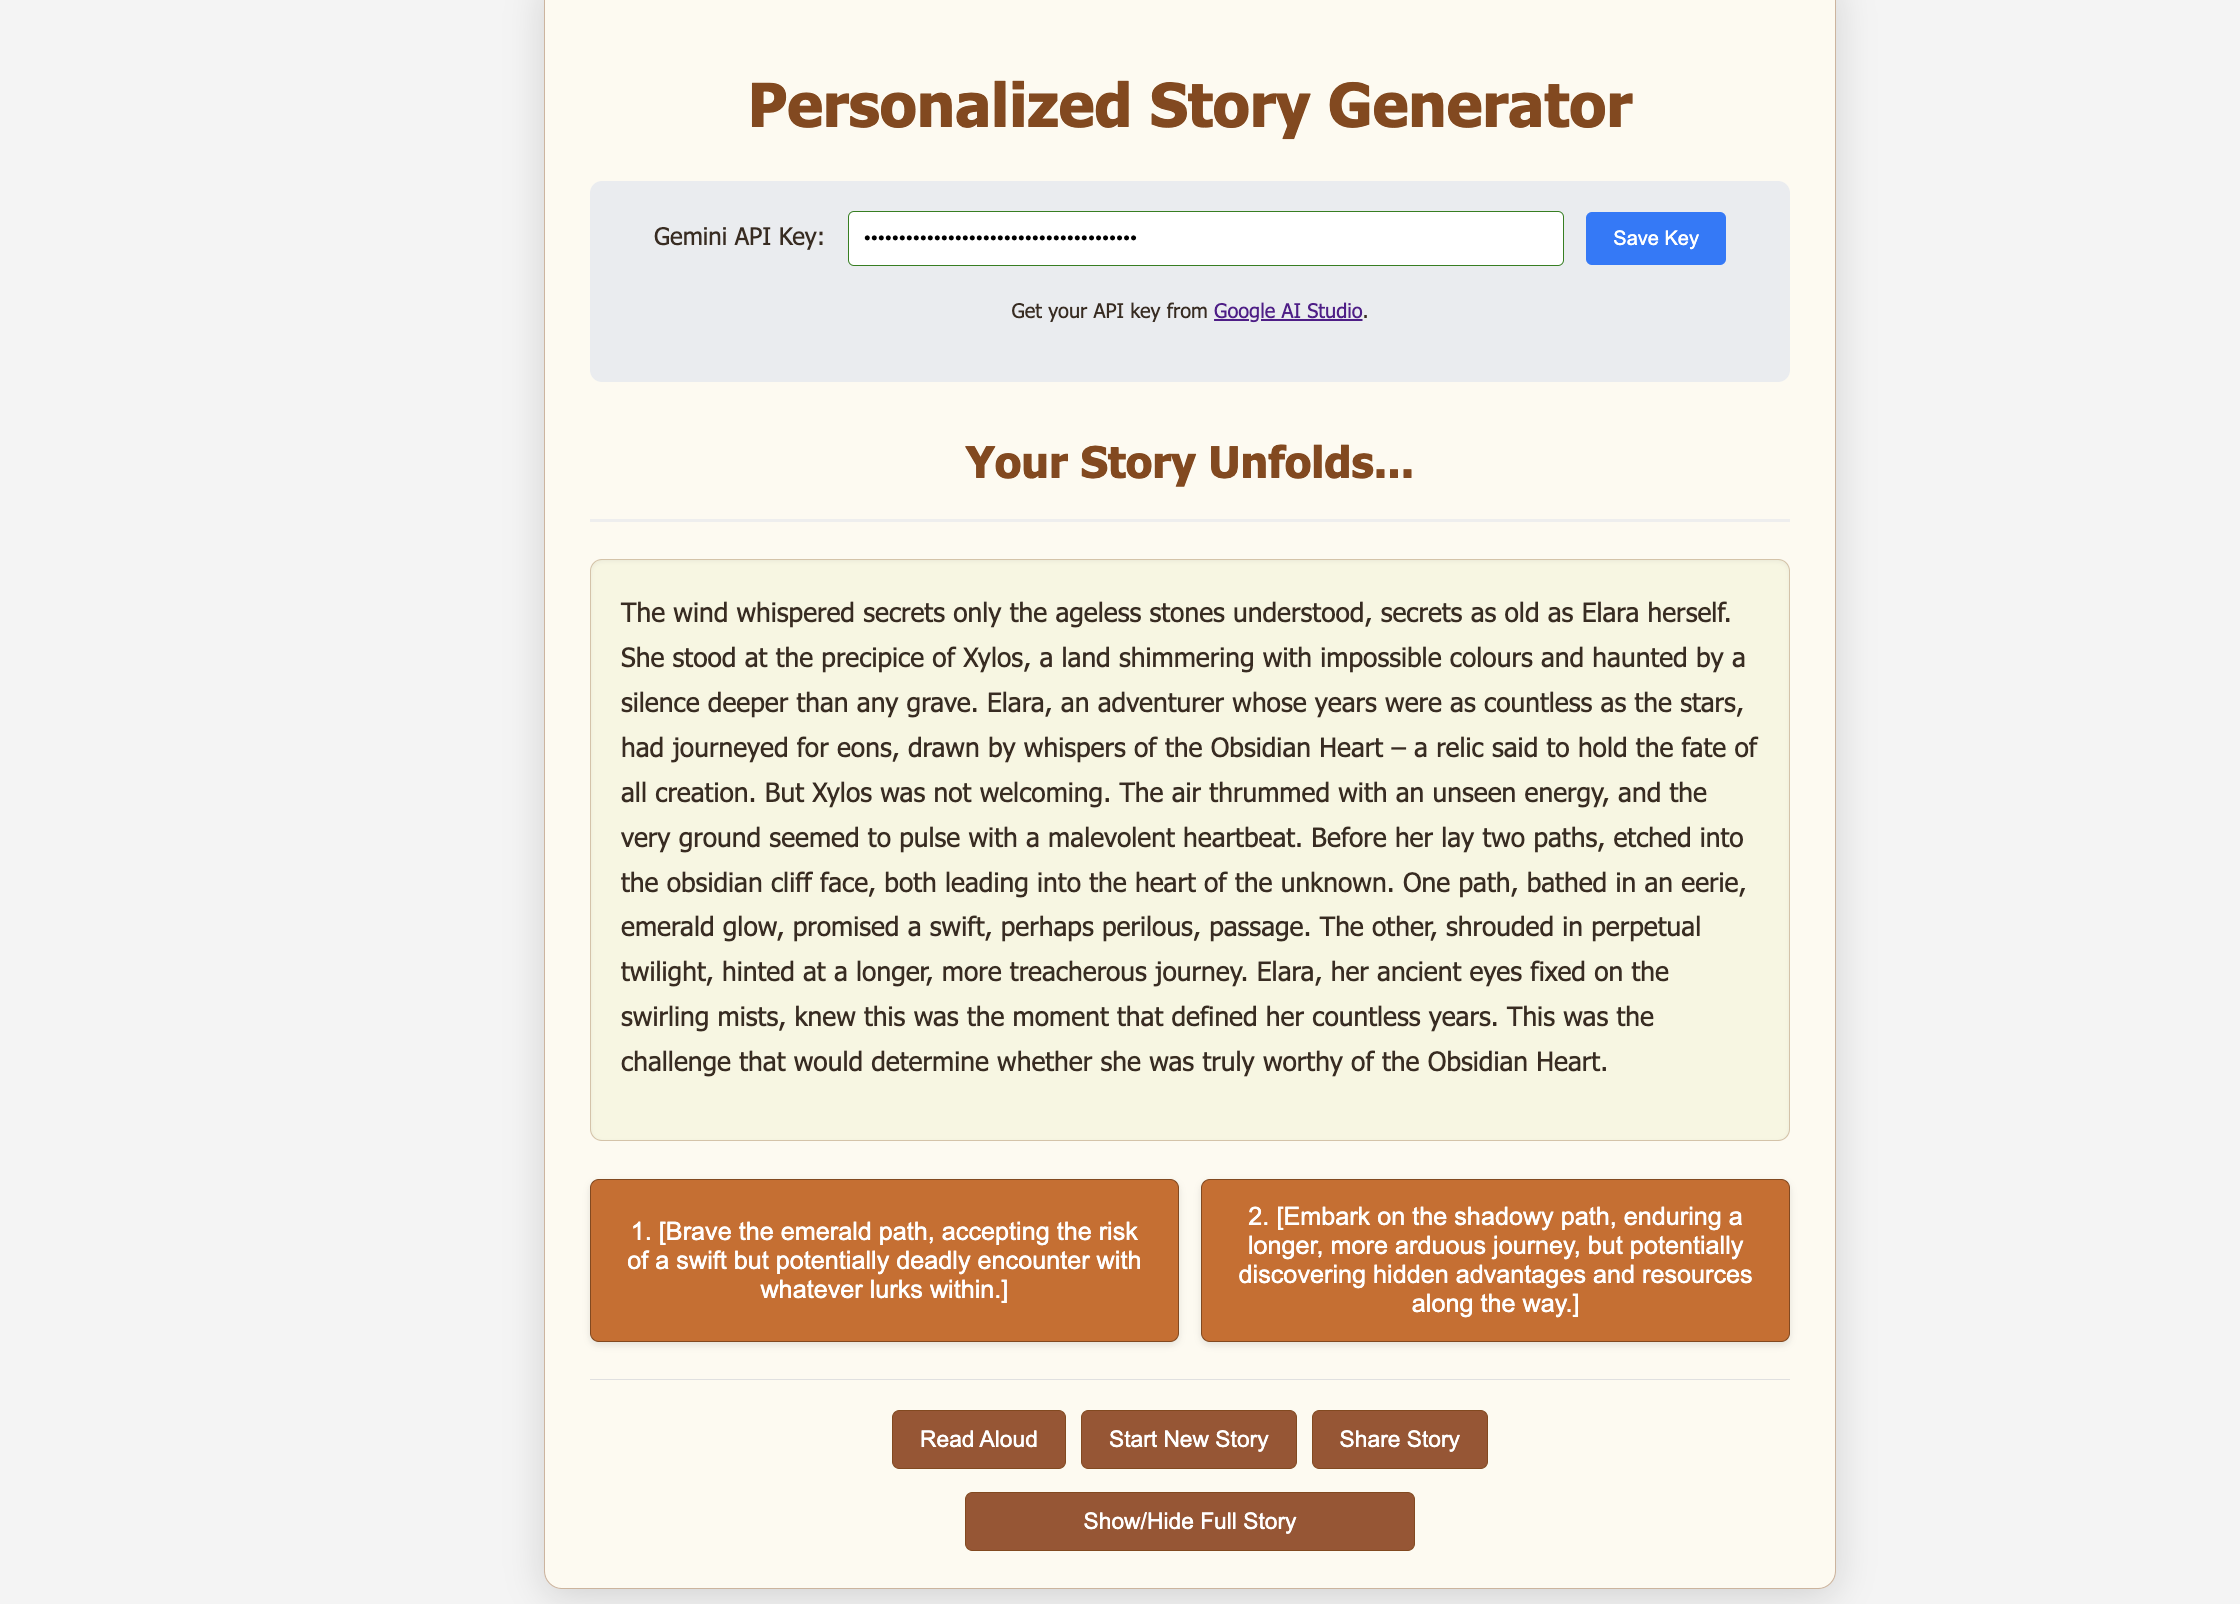 Personalized Story Generator
Gemini API Key:
••••••••••••••••••••••••••••••••••••••• Save Key
Get your API key from Google AI Studio.
Your Story Unfolds...
The wind whispered secrets only the ageless stones understood, secrets as old as Elara herself.
She stood at the precipice of Xylos, a land shimmering with impossible colours and haunted by a
silence deeper than any grave. Elara, an adventurer whose years were as countless as the stars,
had journeyed for eons, drawn by whispers of the Obsidian Heart – a relic said to hold the fate of
all creation. But Xylos was not welcoming. The air thrummed with an unseen energy, and the
very ground seemed to pulse with a malevolent heartbeat. Before her lay two paths, etched into
the obsidian cliff face, both leading into the heart of the unknown. One path, bathed in an eerie,
emerald glow, promised a swift, perhaps perilous, passage. The other, shrouded in perpetual
twilight, hinted at a longer, more treacherous journey. Elara, her ancient eyes fixed on the
swirling mists, knew this was the moment that defined her countless years. This was the
challenge that would determine whether she was truly worthy of the Obsidian Heart.
1. [Brave the emerald path, accepting the risk
of a swift but potentially deadly encounter with
whatever lurks within.]
2. [Embark on the shadowy path, enduring a
longer, more arduous journey, but potentially
discovering hidden advantages and resources
along the way.]
Read Aloud
Start New Story
Share Story
Show/Hide Full Story